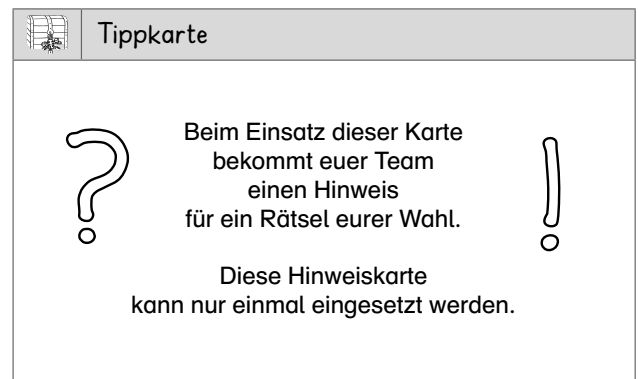 Tippkarte
Beim Einsatz dieser Karte
bekommt euer Team
einen Hinweis
für ein Rätsel eurer Wahl.
Diese Hinweiskarte
kann nur einmal eingesetzt werden.
? !